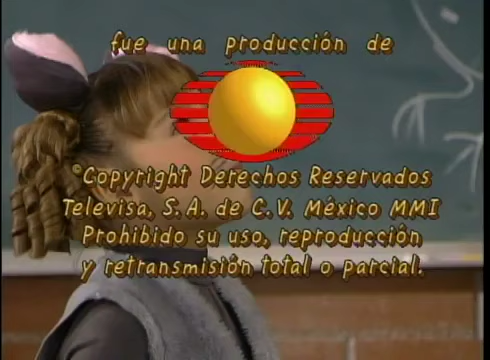 fue una producción de
©Copyright Derechos Reservados
Televisa, S.A. de C.V. México MMI
Prohibido su uso, reproducción
y retransmisión total o parcial.